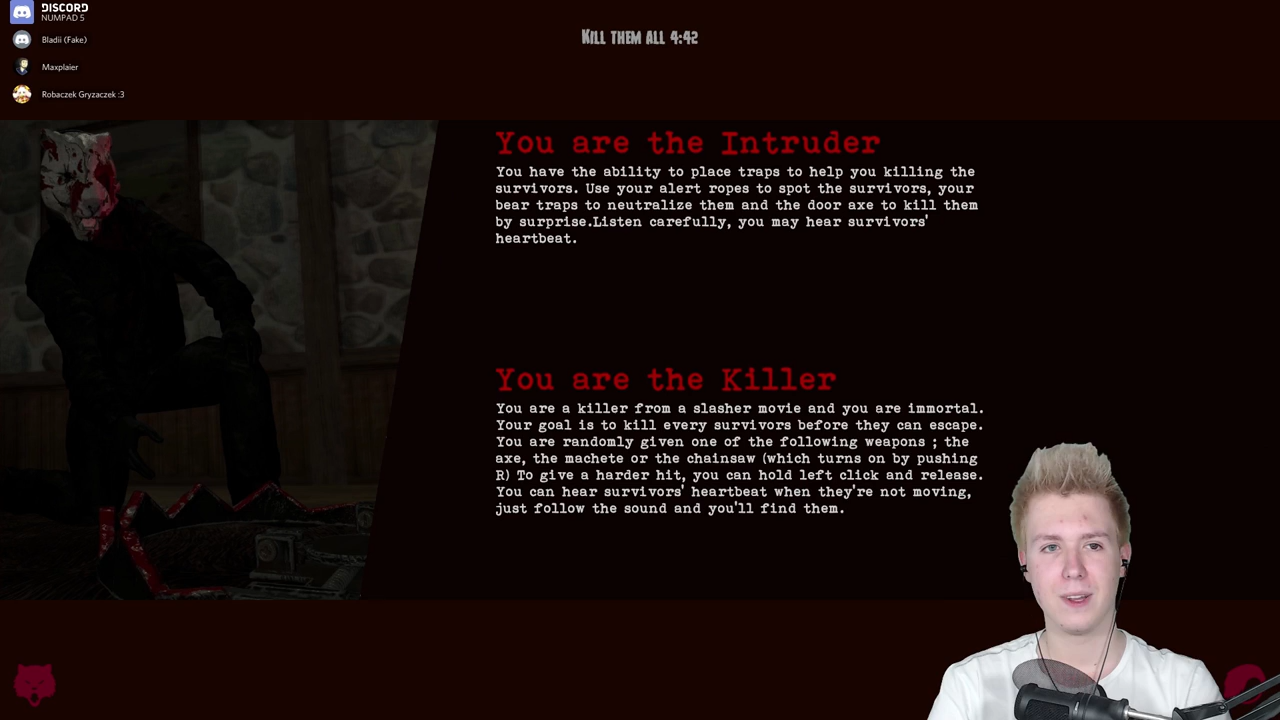 DISCORD
NUMPAD 5
Bladii (Fake)
Maxplaier
Robaczek Gryzaczek :3
KILL THEM ALL 4:42
You are the Intruder
You have the ability to place traps to help you killing the
survivors. Use your alert ropes to spot the survivors, your
bear traps to neutralize them and the door axe to kill them
by surprise.Listen carefully, you may hear survivors'
heartbeat.
You are the Killer
You are a killer from a slasher movie and you are immortal.
Your goal is to kill every survivors before they can escape.
You are randomly given one of the following weapons ; the
axe, the machete or the chainsaw (which turns on by pushing
R) To give a harder hit, you can hold left click and release.
You can hear survivors' heartbeat when they're not moving,
just follow the sound and you'll find them.